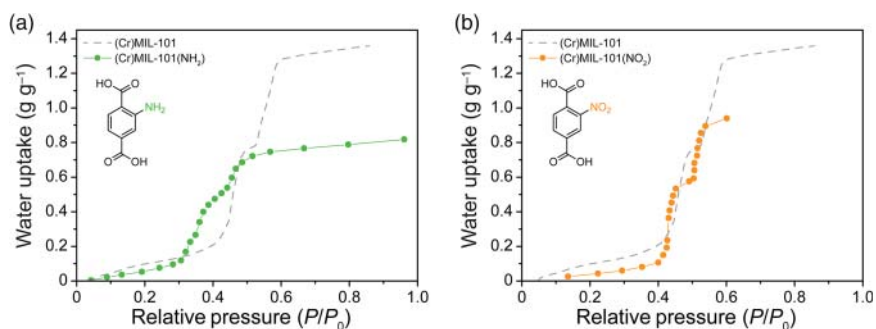 (a)
(Cr)MIL-101
(Cr)MIL-101(NH₂)
HO
O
NH₂
O
OH
Water uptake (g g⁻¹)
1.4
1.2
1.0
0.8
0.6
0.4
0.2
0
0
0.2
0.4
0.6
0.8
1.0
Relative pressure (P/P₀)
(b)
(Cr)MIL-101
(Cr)MIL-101(NO₂)
HO
O
NO₂
O
OH
Water uptake (g g⁻¹)
1.4
1.2
1.0
0.8
0.6
0.4
0.2
0
0
0.2
0.4
0.6
0.8
1.0
Relative pressure (P/P₀)